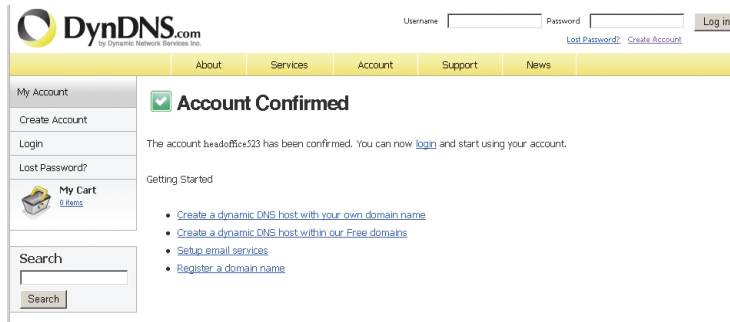 DynDNS.com
by Dynamic Network Services Inc.
Username
Password
Log in
Lost Password? Create Account
About Services Account Support News
My Account
Create Account
Login
Lost Password?
My Cart
0 items
Search
Search
Account Confirmed
The account headoffice523 has been confirmed. You can now login and start using your account.
Getting Started
Create a dynamic DNS host with your own domain name
Create a dynamic DNS host within our Free domains
Setup email services
Register a domain name